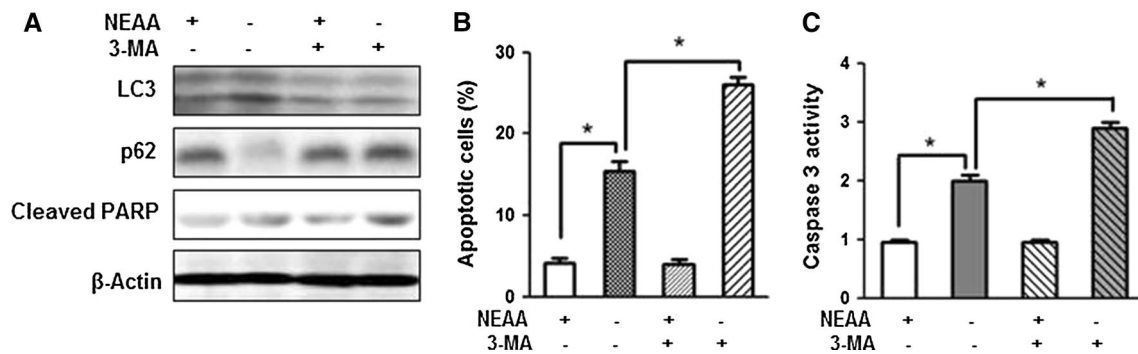 A
NEAA + - + -
3-MA - - + +
LC3
p62
Cleaved PARP
β-Actin
B
Apoptotic cells (%)
30
20
10
0
*
*
NEAA + - + -
3-MA - - + +
C
Caspase 3 activity
4
3
2
1
0
*
*
NEAA + - + -
3-MA - - + +